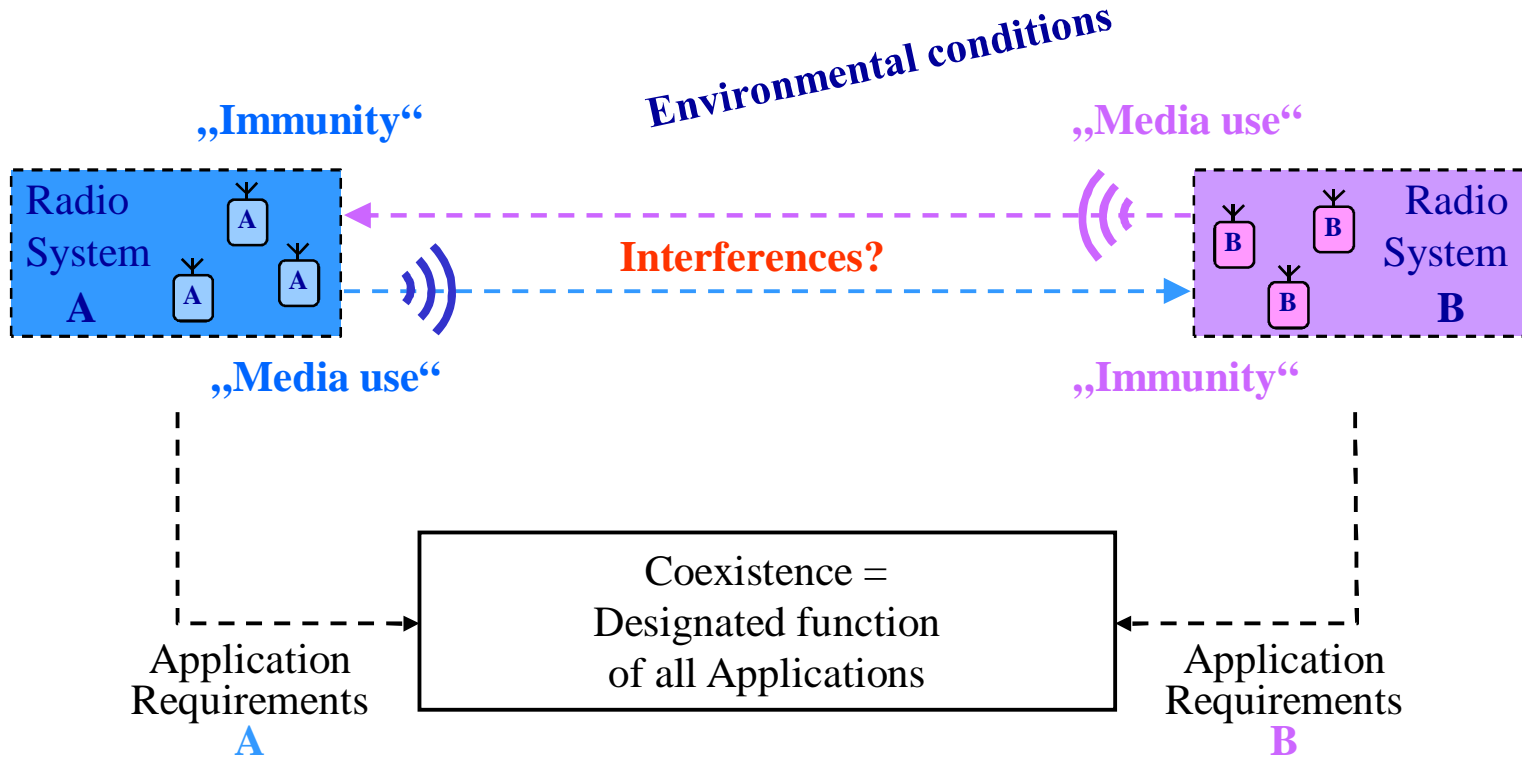 Environmental conditions
„Immunity“
„Media use“
Radio
System
A
A
A
A
Interferences?
B
B
B
Radio
System
B
„Media use“
„Immunity“
Coexistence =
Designated function
of all Applications
Application
Requirements
A
Application
Requirements
B